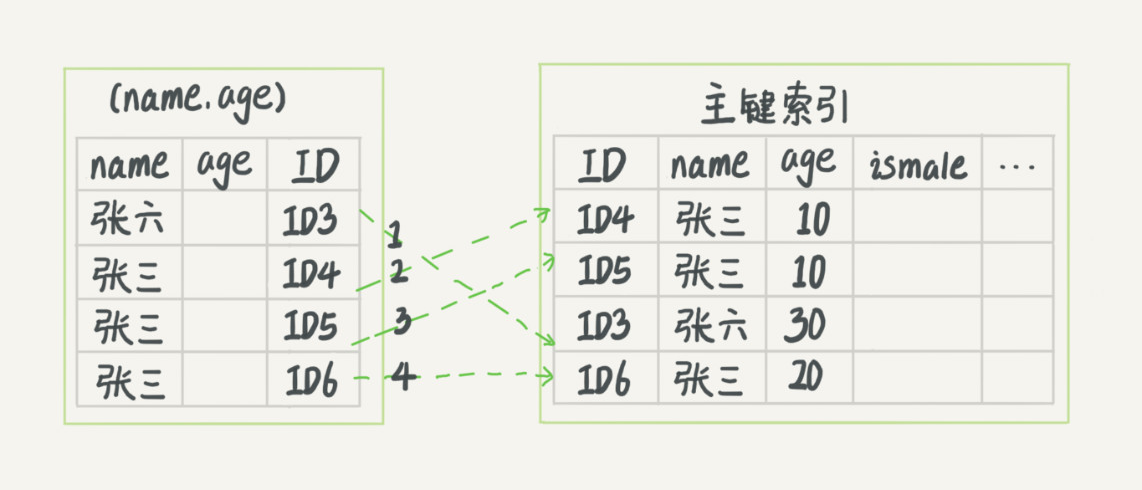 (name.age)
name age ID
张六 ID3
张三 ID4
张三 ID5
张三 ID6
1
2
3
4
主键索引
ID name age ismale ...
ID4 张三 10
ID5 张三 10
ID3 张六 30
ID6 张三 20